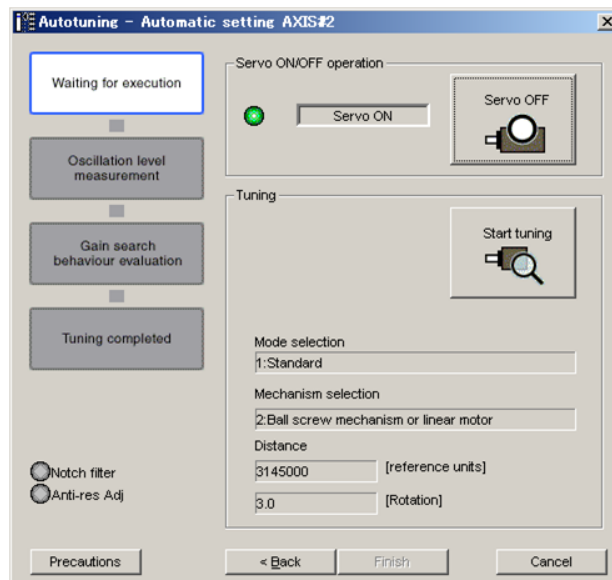 Autotuning - Automatic setting AXIS#2
Waiting for execution
Oscillation level
measurement
Gain search
behaviour evaluation
Tuning completed
Notch filter
Anti-res Adj
Precautions
Servo ON/OFF operation
Servo ON
Servo OFF
Tuning
Start tuning
Mode selection
1:Standard
Mechanism selection
2:Ball screw mechanism or linear motor
Distance
3145000 [reference units]
3.0 [Rotation]
< Back
Finish
Cancel